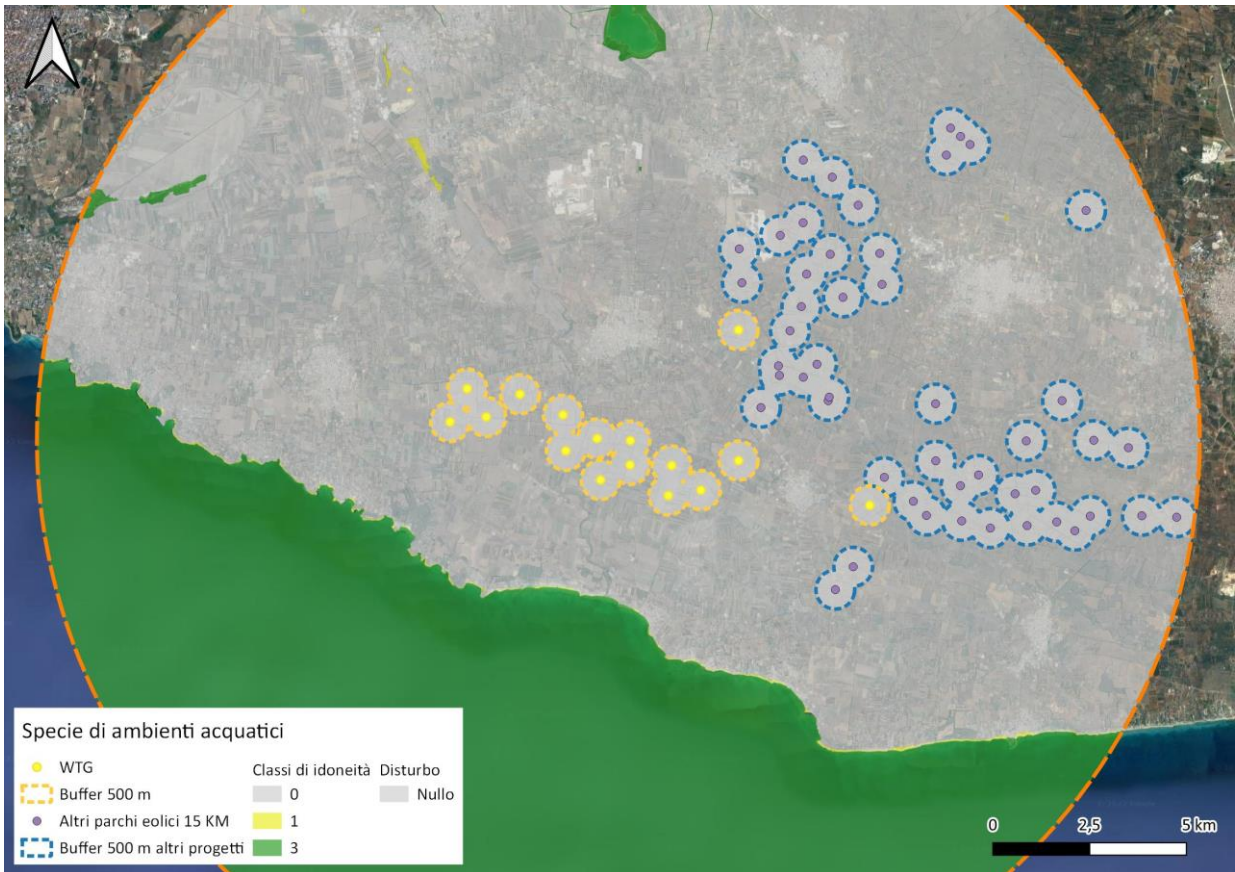 Specie di ambienti acquatici
WTG
Buffer 500 m
Altri parchi eolici 15 KM
Buffer 500 m altri progetti
Classi di idoneità
0
1
3
Disturbo
Nullo
0 2,5 5 km